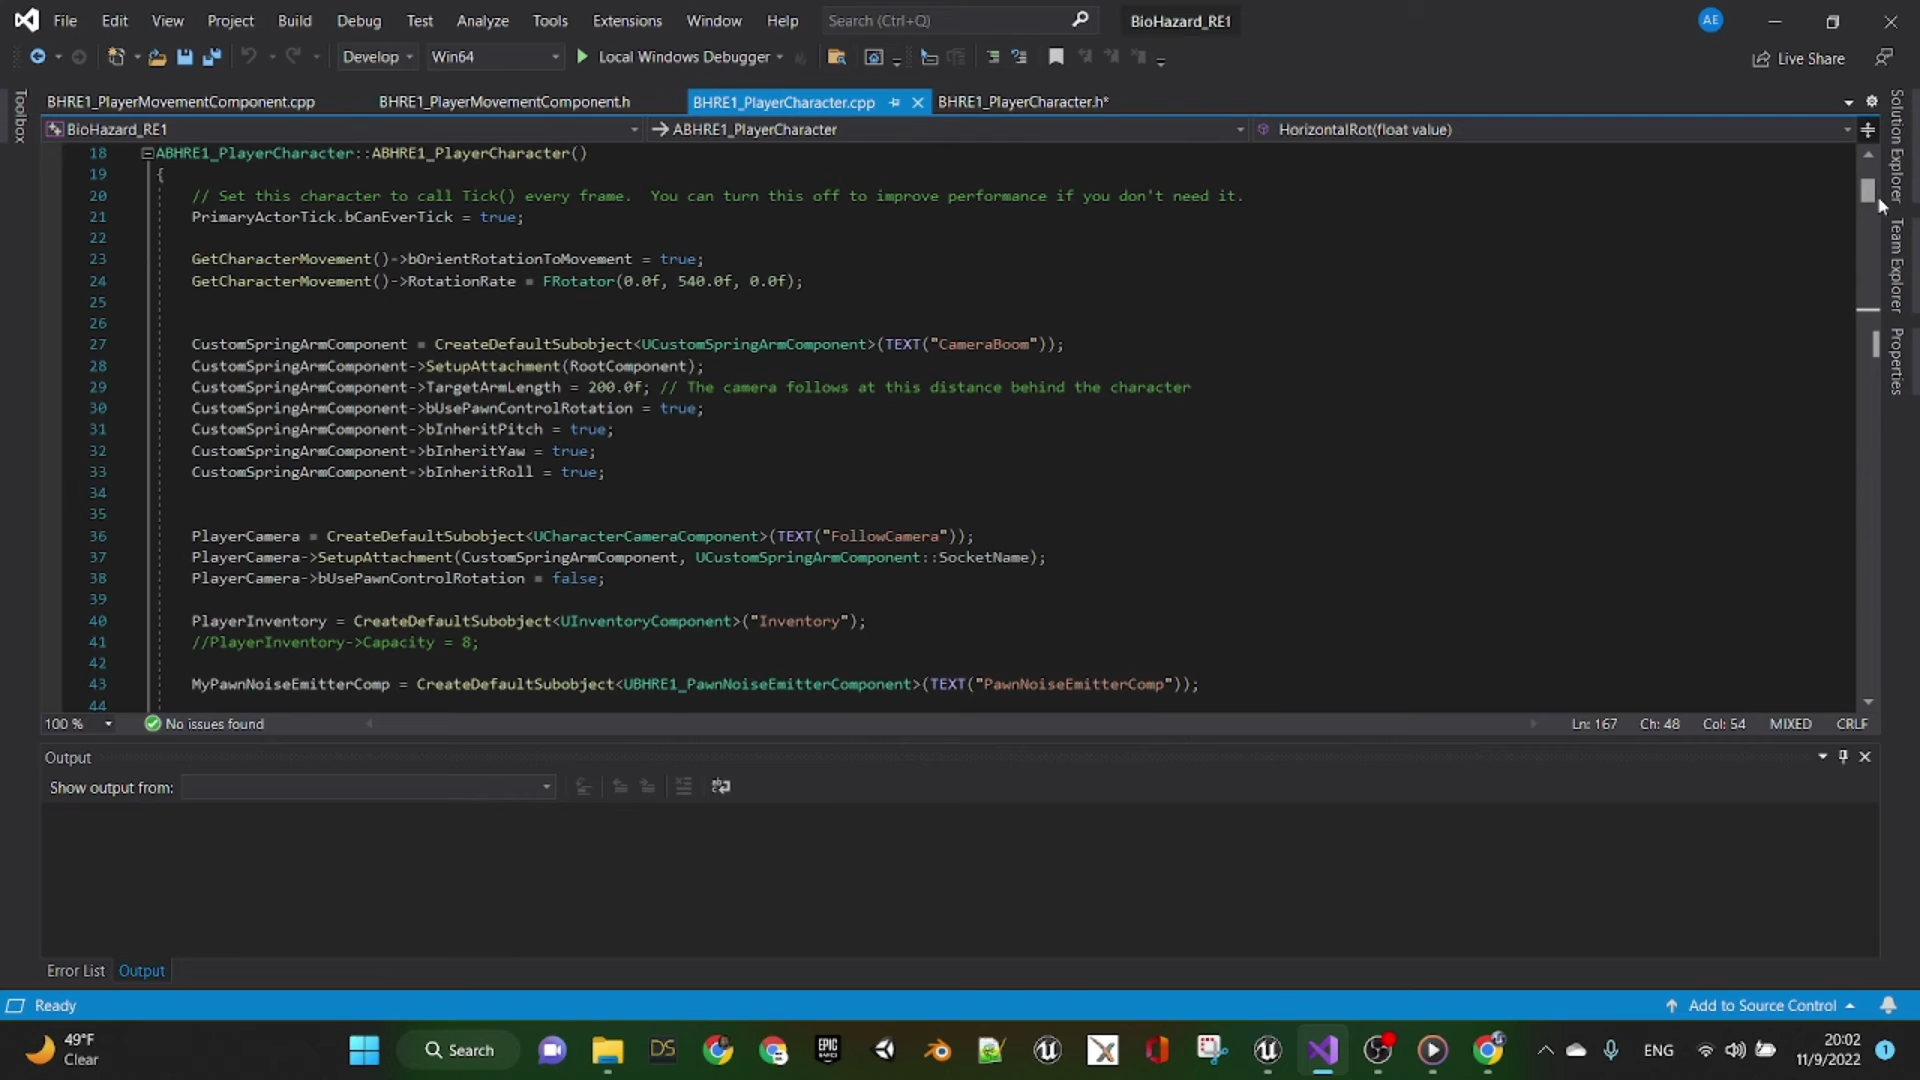 File Edit View Project Build Debug Test Analyze Tools Extensions Window Help Search (Ctrl+Q) BioHazard_RE1 AE
Develop Win64 Local Windows Debugger Live Share
BHRE1_PlayerMovementComponent.cpp BHRE1_PlayerMovementComponent.h BHRE1_PlayerCharacter.cpp BHRE1_PlayerCharacter.h*
BioHazard_RE1 ABHRE1_PlayerCharacter HorizontalRot(float value)
Toolbox
Solution Explorer
Team Explorer
Properties
18 ABHRE1_PlayerCharacter::ABHRE1_PlayerCharacter()
19 {
20 // Set this character to call Tick() every frame.  You can turn this off to improve performance if you don't need it.
21 PrimaryActorTick.bCanEverTick = true;
22
23 GetCharacterMovement()->bOrientRotationToMovement = true;
24 GetCharacterMovement()->RotationRate = FRotator(0.0f, 540.0f, 0.0f);
25
26
27 CustomSpringArmComponent = CreateDefaultSubobject<UCustomSpringArmComponent>(TEXT("CameraBoom"));
28 CustomSpringArmComponent->SetupAttachment(RootComponent);
29 CustomSpringArmComponent->TargetArmLength = 200.0f; // The camera follows at this distance behind the character
30 CustomSpringArmComponent->bUsePawnControlRotation = true;
31 CustomSpringArmComponent->bInheritPitch = true;
32 CustomSpringArmComponent->bInheritYaw = true;
33 CustomSpringArmComponent->bInheritRoll = true;
34
35
36 PlayerCamera = CreateDefaultSubobject<UCharacterCameraComponent>(TEXT("FollowCamera"));
37 PlayerCamera->SetupAttachment(CustomSpringArmComponent, UCustomSpringArmComponent::SocketName);
38 PlayerCamera->bUsePawnControlRotation = false;
39
40 PlayerInventory = CreateDefaultSubobject<UInventoryComponent>("Inventory");
41 //PlayerInventory->Capacity = 8;
42
43 MyPawnNoiseEmitterComp = CreateDefaultSubobject<UBHRE1_PawnNoiseEmitterComponent>(TEXT("PawnNoiseEmitterComp"));
44
100 % No issues found Ln: 167 Ch: 48 Col: 54 MIXED CRLF
Output
Show output from:
Error List Output
Ready Add to Source Control
49°F
Clear
Search DS EPIC GAMES ENG 20:02
11/9/2022 1